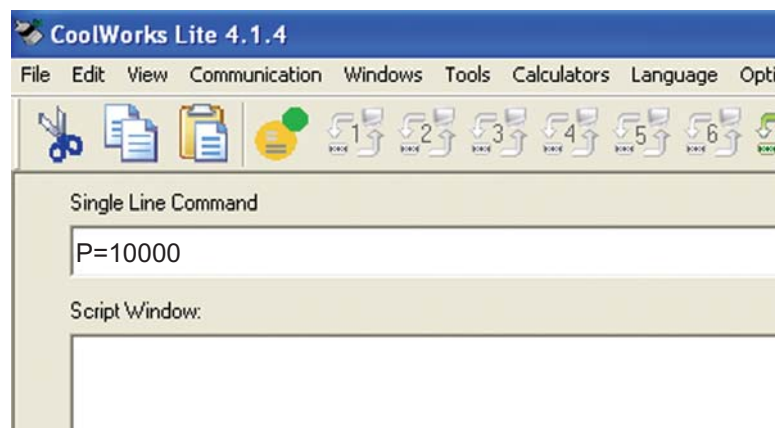 CoolWorks Lite 4.1.4
File Edit View Communication Windows Tools Calculators Language Opti
1 2 3 4 5 6
Single Line Command
P=10000
Script Window: